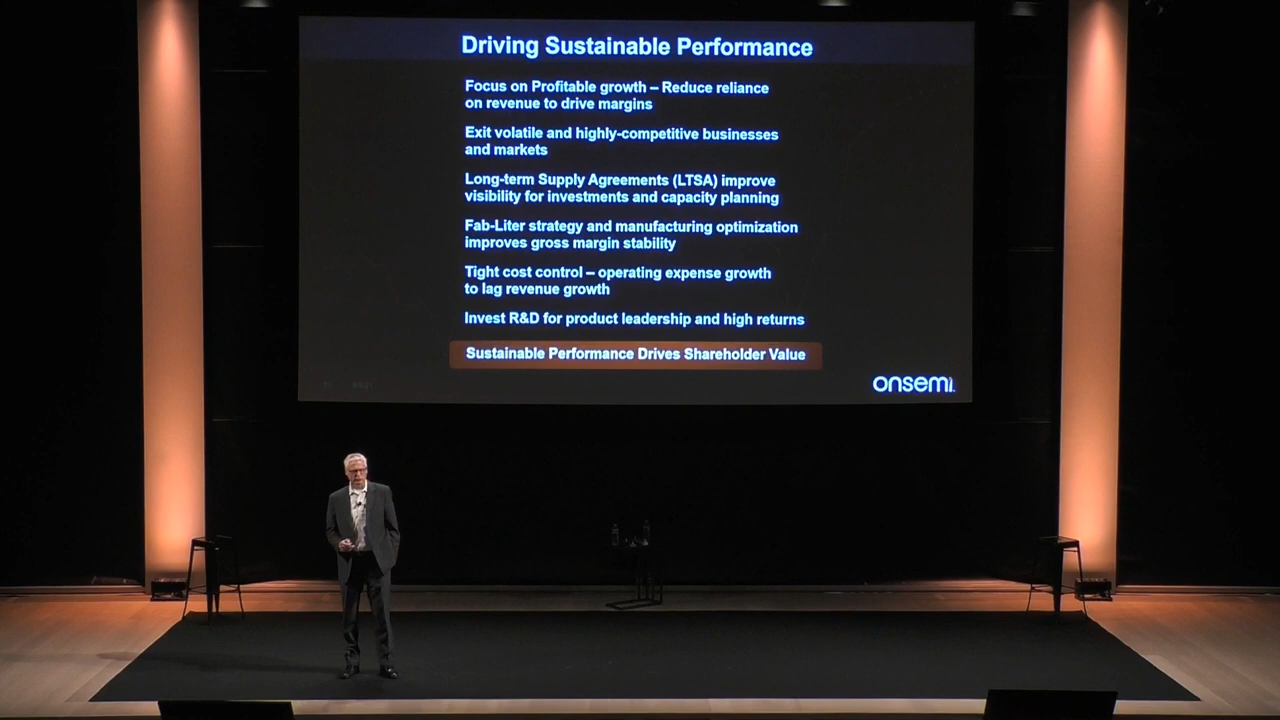 Driving Sustainable Performance
Focus on Profitable growth – Reduce reliance
on revenue to drive margins
Exit volatile and highly-competitive businesses
and markets
Long-term Supply Agreements (LTSA) improve
visibility for investments and capacity planning
Fab-Liter strategy and manufacturing optimization
improves gross margin stability
Tight cost control – operating expense growth
to lag revenue growth
Invest R&D for product leadership and high returns
Sustainable Performance Drives Shareholder Value
onsemi